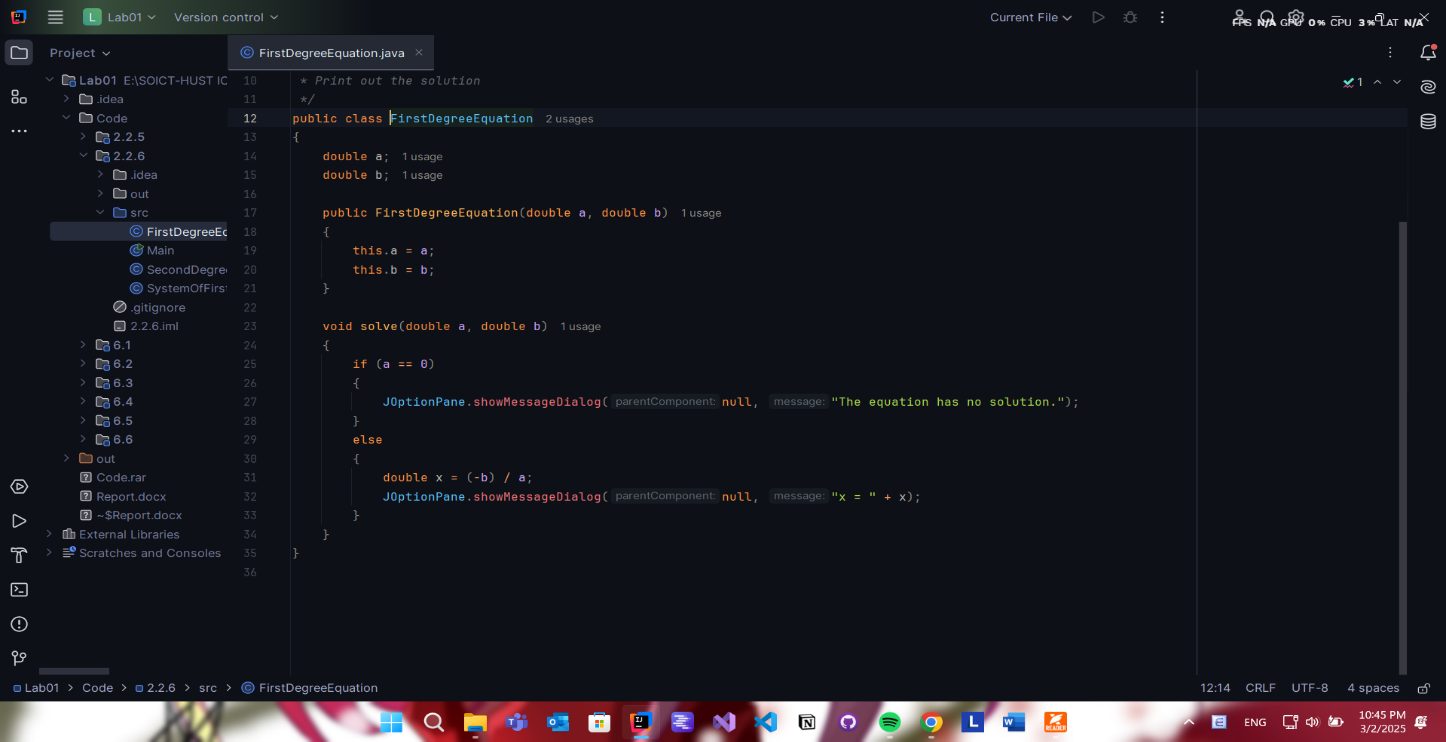 Lab01
Version control
Current File
FPS N/A GPU 0 % CPU 3 % LAT N/A
Project
FirstDegreeEquation.java
Lab01 E:\SOICT-HUST IC
.idea
Code
2.2.5
2.2.6
.idea
out
src
FirstDegreeEq
Main
SecondDegree
SystemOfFirst
.gitignore
2.2.6.iml
6.1
6.2
6.3
6.4
6.5
6.6
out
Code.rar
Report.docx
~$Report.docx
External Libraries
Scratches and Consoles
1
10 * Print out the solution
11 */
12 public class FirstDegreeEquation 2 usages
13 {
14 double a; 1 usage
15 double b; 1 usage
16
17 public FirstDegreeEquation(double a, double b) 1 usage
18 {
19 this.a = a;
20 this.b = b;
21 }
22
23 void solve(double a, double b) 1 usage
24 {
25 if (a == 0)
26 {
27 JOptionPane.showMessageDialog( parentComponent: null, message: "The equation has no solution.");
28 }
29 else
30 {
31 double x = (-b) / a;
32 JOptionPane.showMessageDialog( parentComponent: null, message: "x = " + x);
33 }
34 }
35 }
36
Lab01 > Code > 2.2.6 > src > FirstDegreeEquation
12:14 CRLF UTF-8 4 spaces
ENG
10:45 PM
3/2/2025